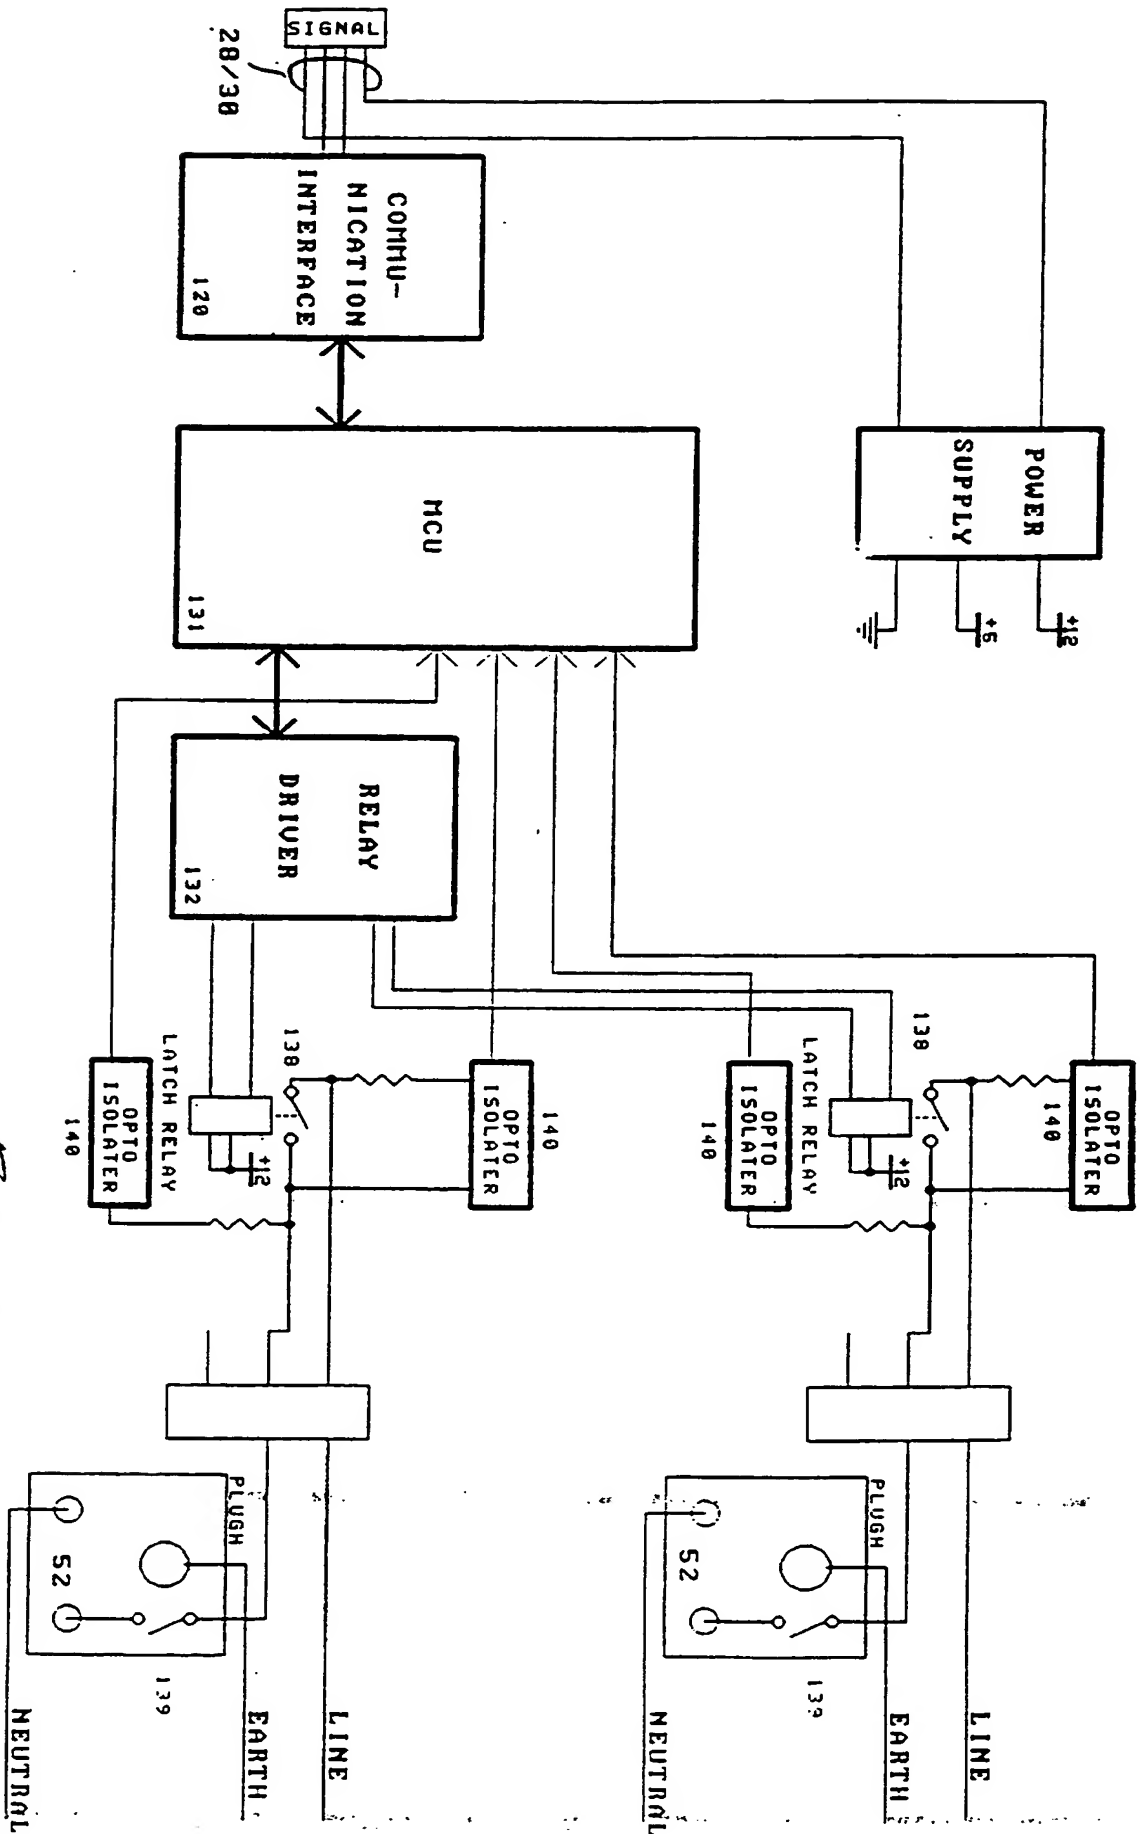 SIGNAL
28/30
COMMU-
NICATION
INTERFACE
120
POWER
SUPPLY
+12
+5
MCU
131
RELAY
DRIVER
132
138
LATCH RELAY
+12
OPTO
ISOLATER
140
OPTO
ISOLATER
140
138
LATCH RELAY
+12
OPTO
ISOLATER
140
OPTO
ISOLATER
140
PLUGH
52
139
LINE
EARTH
NEUTRAL
PLUGH
52
139
LINE
EARTH
NEUTRAL